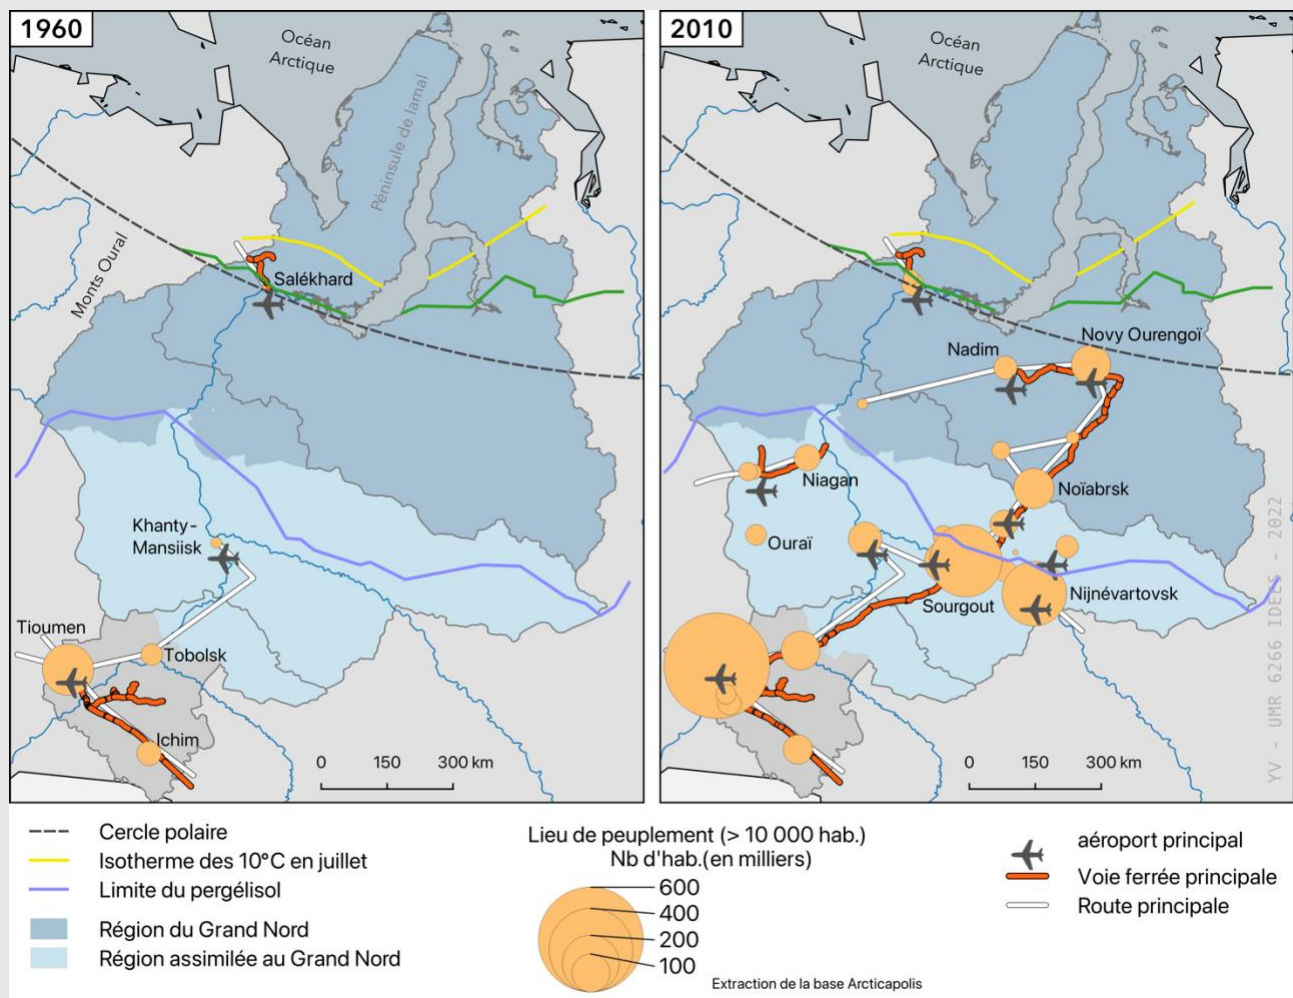 1960
Océan
Arctique
Péninsule de Iamal
Monts Oural
Salékhard
Khanty-
Mansiisk
Tioumen
Tobolsk
Ichim
0 150 300 km
2010
Océan
Arctique
Novy Ourengoï
Nadim
Niagan
Noïabrsk
Ouraï
Sourgout
Nijnévartovsk
0 150 300 km
YV - UMR 6266 IDEES - 2022
Cercle polaire
Isotherme des 10°C en juillet
Limite du pergélisol
Région du Grand Nord
Région assimilée au Grand Nord
Lieu de peuplement (> 10 000 hab.)
Nb d'hab.(en milliers)
600
400
200
100
Extraction de la base Arcticapolis
aéroport principal
Voie ferrée principale
Route principale